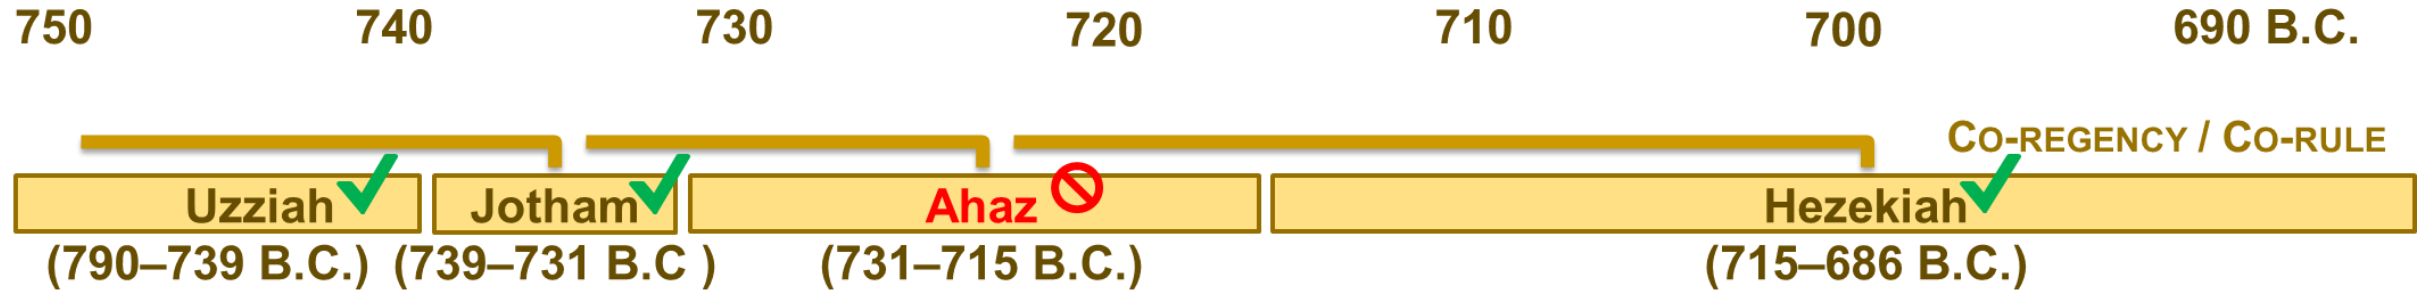 750 740 730 720 710 700 690 B.C.
CO-REGENCY / CO-RULE
Uzziah Jotham Ahaz Hezekiah
(790–739 B.C.) (739–731 B.C ) (731–715 B.C.) (715–686 B.C.)